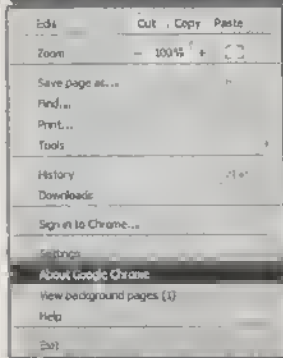 Edit Cut Copy Paste
Zoom − 100% +
Save page as...
Find...
Print...
Tools
History
Downloads
Sign in to Chrome...
Settings
About Google Chrome
View background pages (1)
Help
Exit